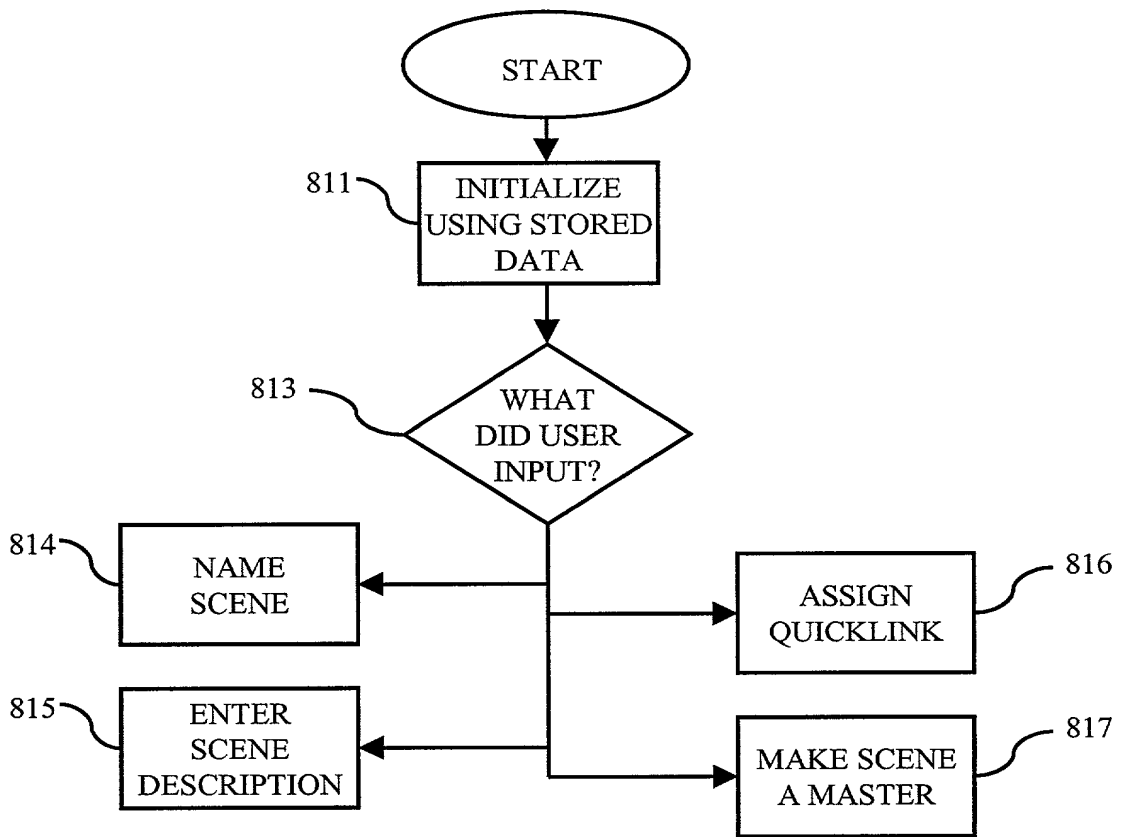 START
811
INITIALIZE
USING STORED
DATA
813
WHAT
DID USER
INPUT?
814
NAME
SCENE
816
ASSIGN
QUICKLINK
815
ENTER
SCENE
DESCRIPTION
817
MAKE SCENE
A MASTER